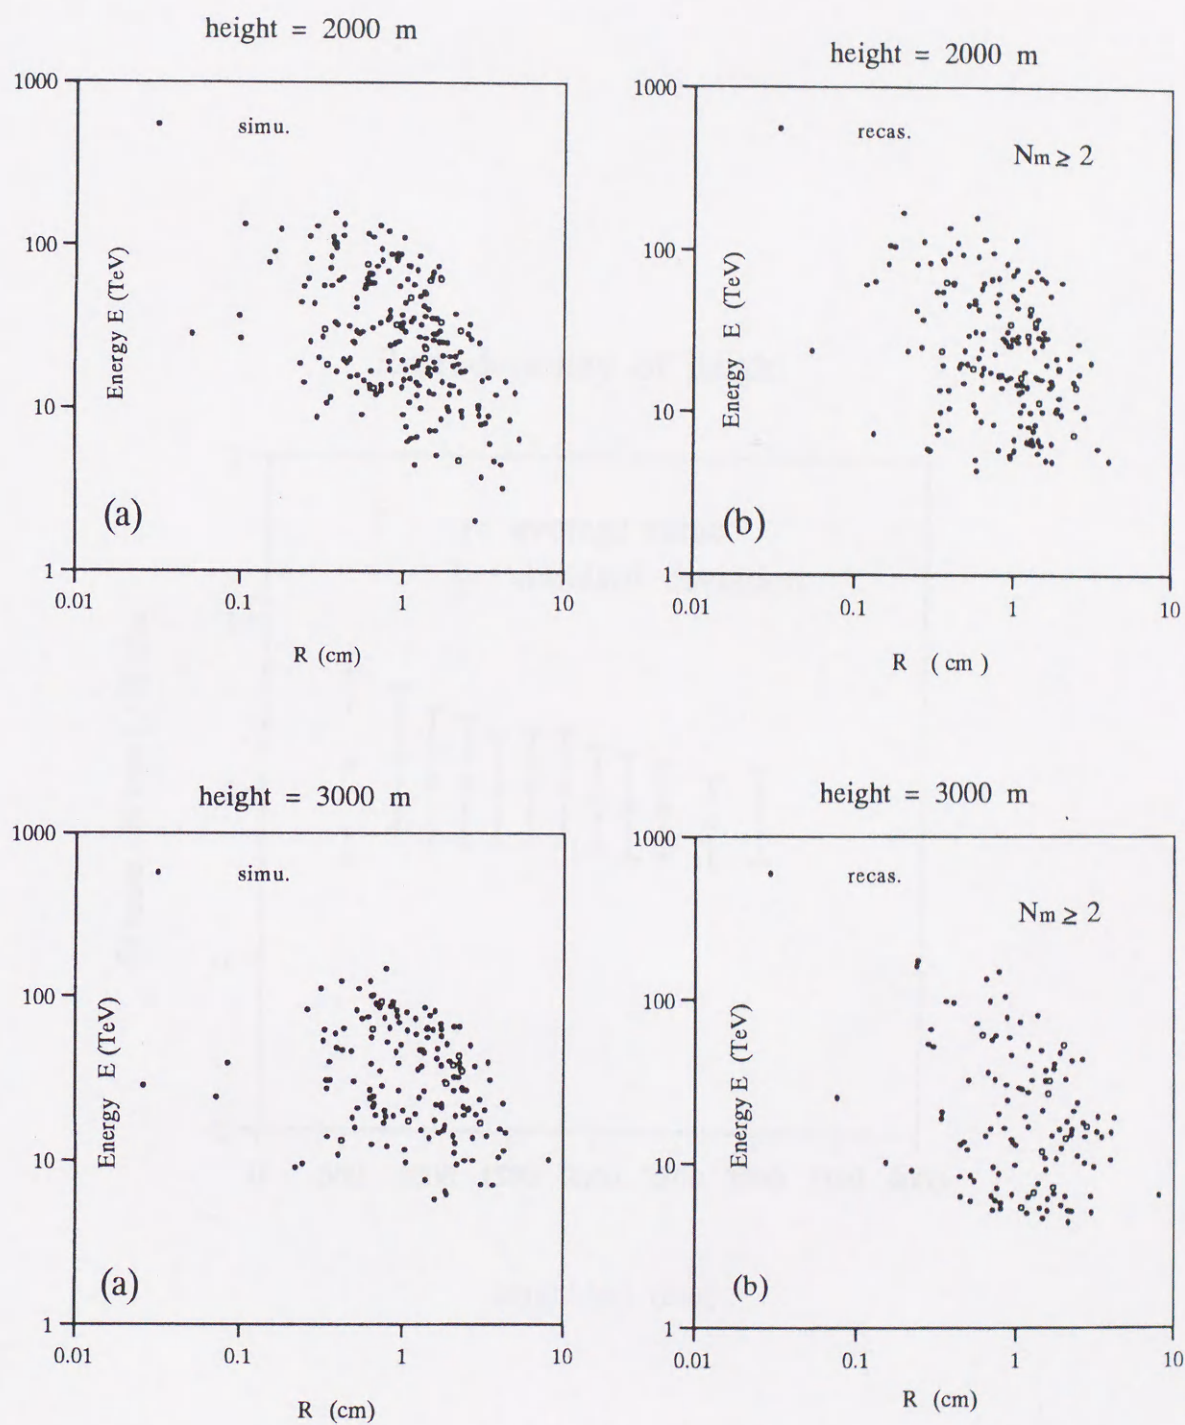 height = 2000 m
1000
100
10
1
Energy E (TeV)
simu.
(a)
0.01
0.1
1
10
R (cm)
height = 2000 m
1000
100
10
1
Energy E (TeV)
recas.
Nm ≥ 2
(b)
0.01
0.1
1
10
R (cm)
height = 3000 m
1000
100
10
1
Energy E (TeV)
simu.
(a)
0.01
0.1
1
10
R (cm)
height = 3000 m
1000
100
10
1
Energy E (TeV)
recas.
Nm ≥ 2
(b)
0.01
0.1
1
10
R (cm)